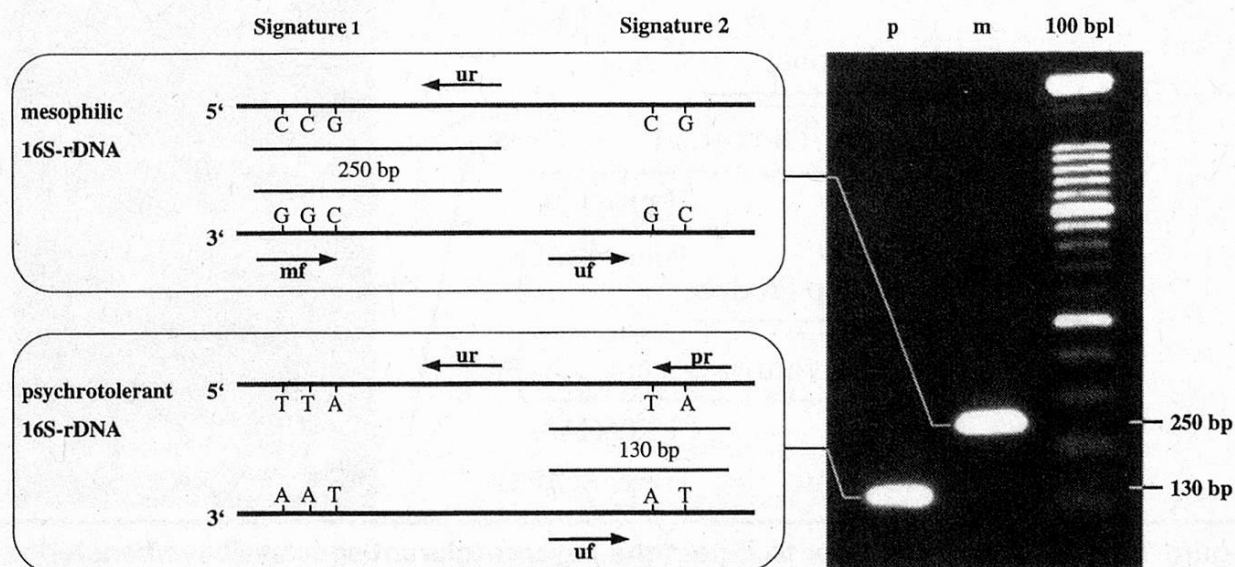 Signature 1 Signature 2 p m 100 bpl
ur
mesophilic 5‘
C C G C G
16S-rDNA
250 bp
G G C G C
3‘
mf uf
250 bp
ur pr
psychrotolerant 5‘
T T A T A
16S-rDNA
130 bp
130 bp
A A T A T
3‘
uf